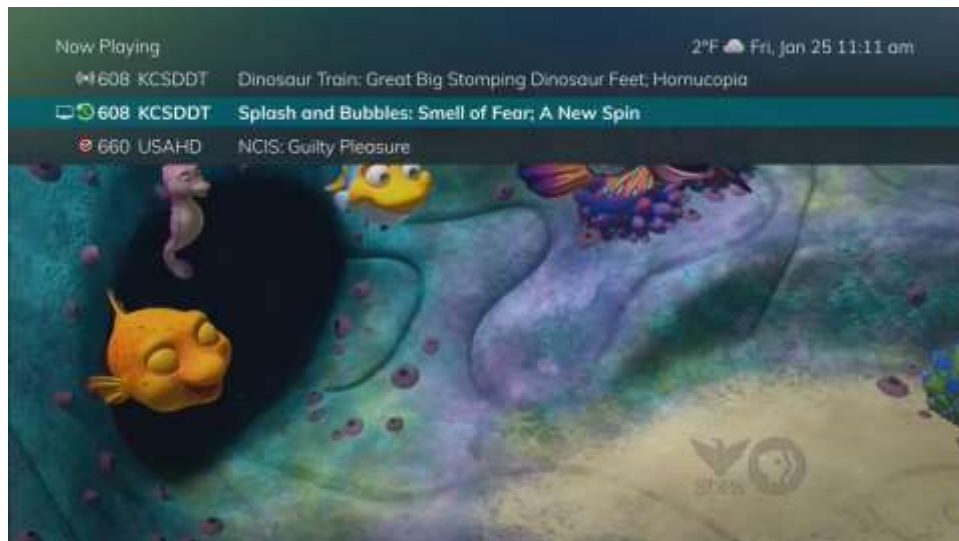 Now Playing
2°F Fri, Jan 25 11:11 am
608 KCSDDT Dinosaur Train: Great Big Stomping Dinosaur Feet; Hornucopia
608 KCSDDT Splash and Bubbles: Smell of Fear; A New Spin
660 USAHD NCIS: Guilty Pleasure